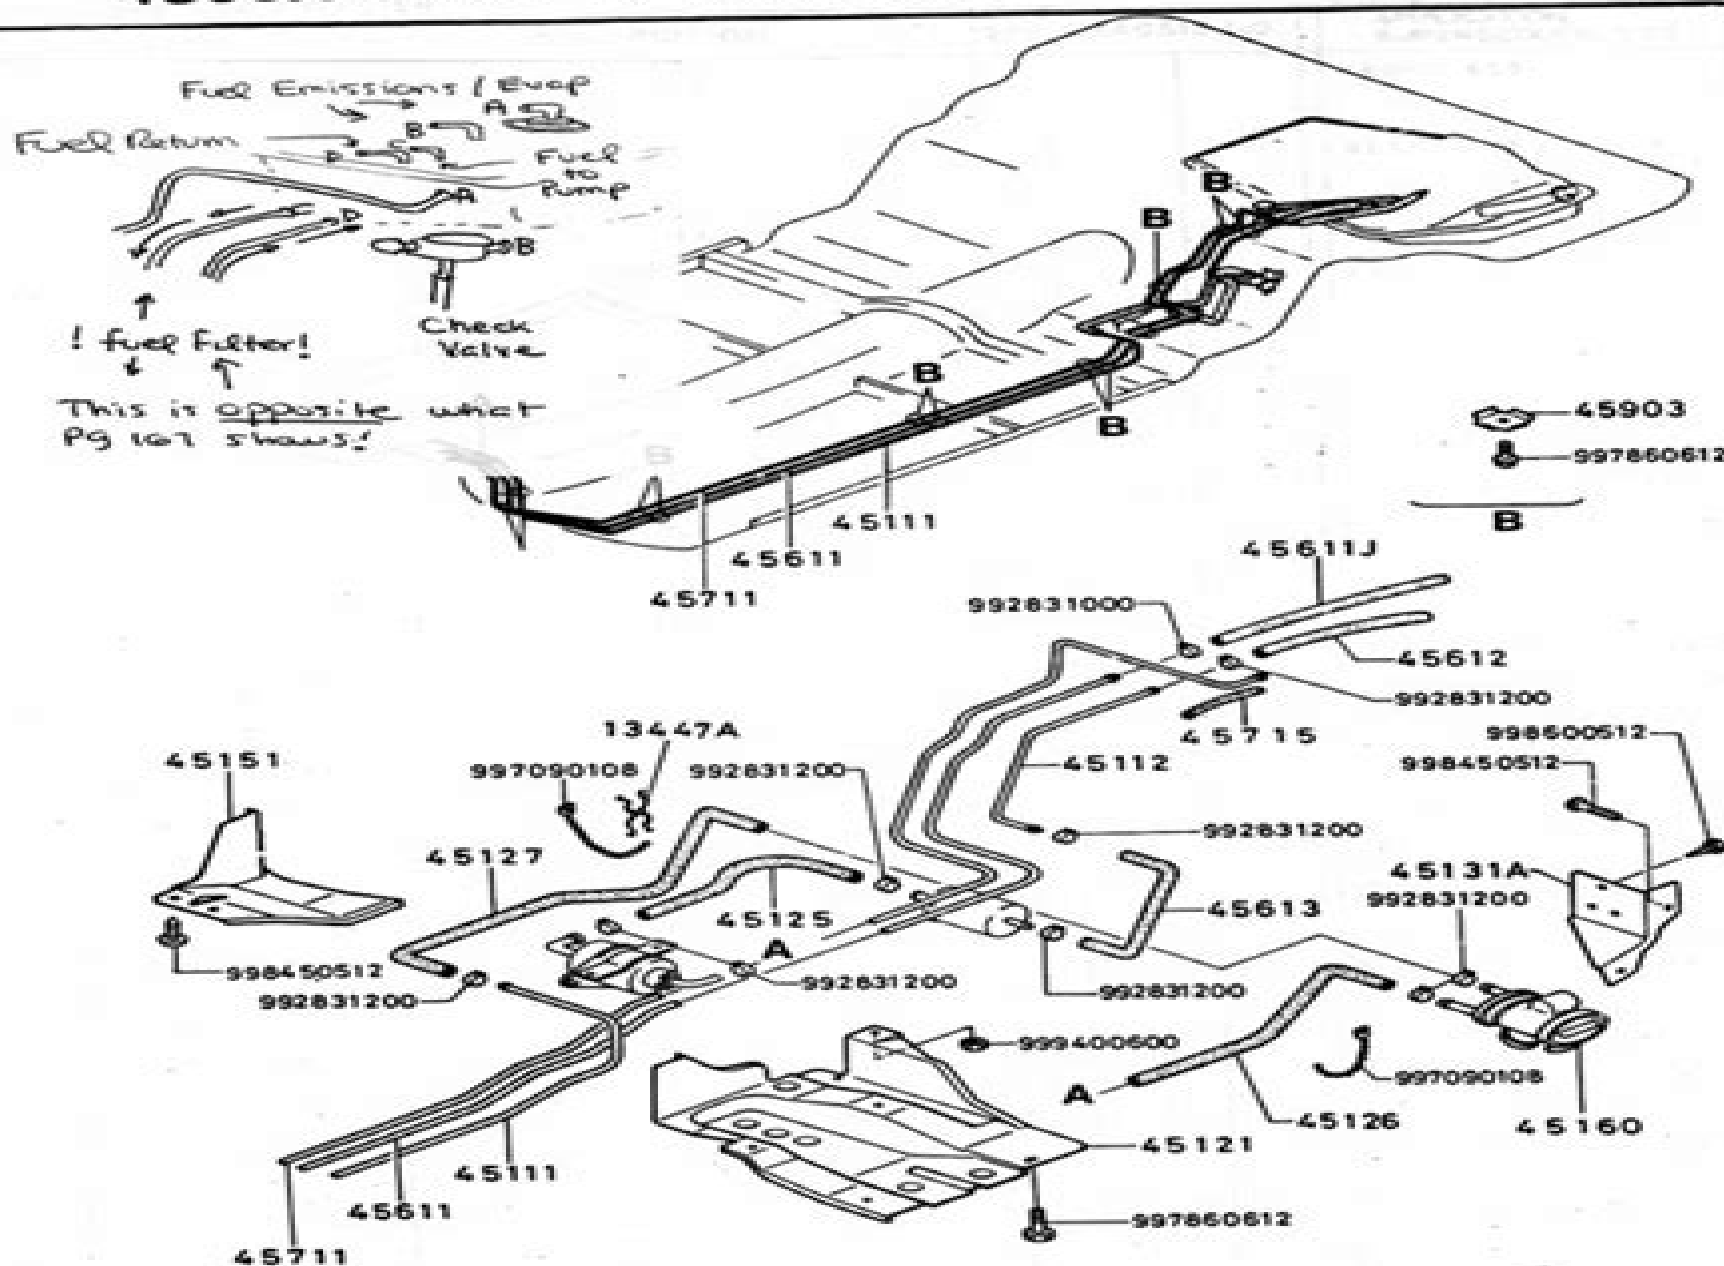 Fuel Emissions / Evap
A
B
Fuel Return
D
C
Fuel
to
Pump
A
D
B
Check
Valve
! Fuel Filter!
This is opposite what
Pg 167 shows!
B
B
B
B
B
45903
997860612
B
45111
45611
45711
45611J
992831000
45612
992831200
45715
998600512
998450512
13447A
45151
997090108
992831200
45112
992831200
45127
45131A
992831200
45125
45613
A
998450512
992831200
992831200
992831200
999400600
997090108
A
45126
45160
45121
45111
45611
997860612
45711